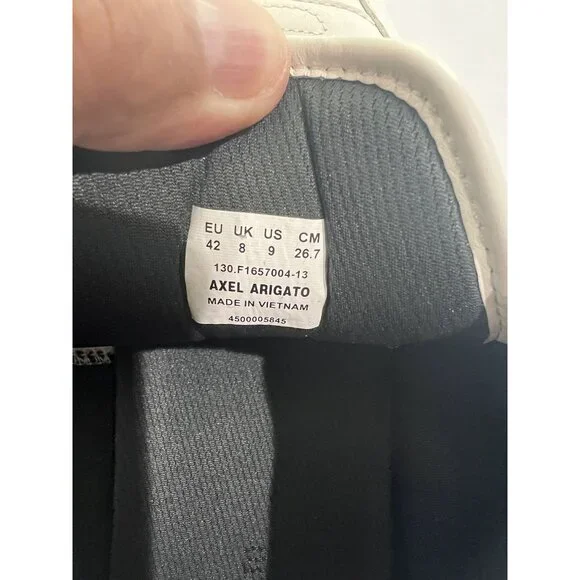 EU UK US CM
42 8 9 26.7
130.F1657004-13
AXEL ARIGATO
MADE IN VIETNAM
4500005845